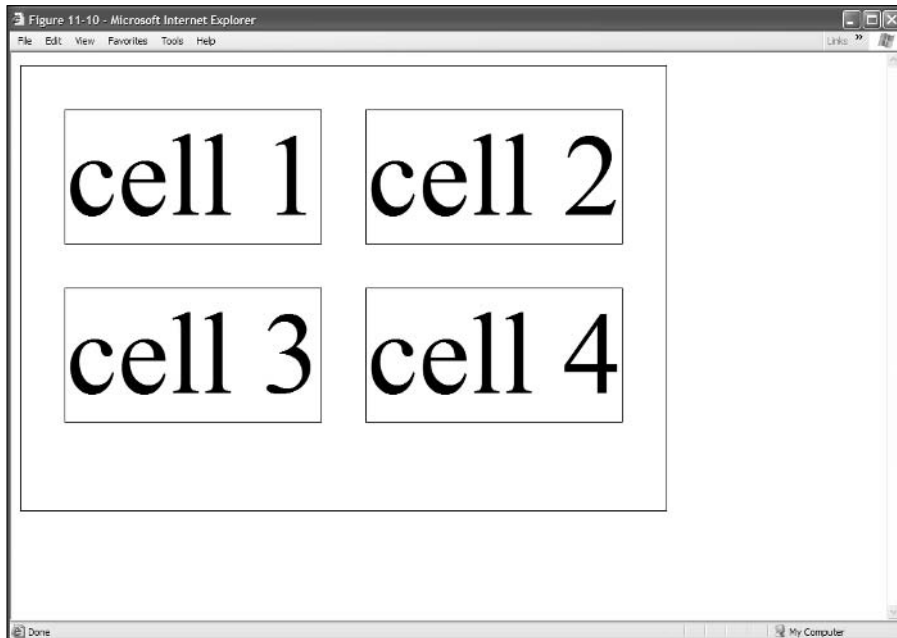 Figure 11-10 - Microsoft Internet Explorer
File Edit View Favorites Tools Help
Links »
cell 1 cell 2
cell 3 cell 4
Done My Computer